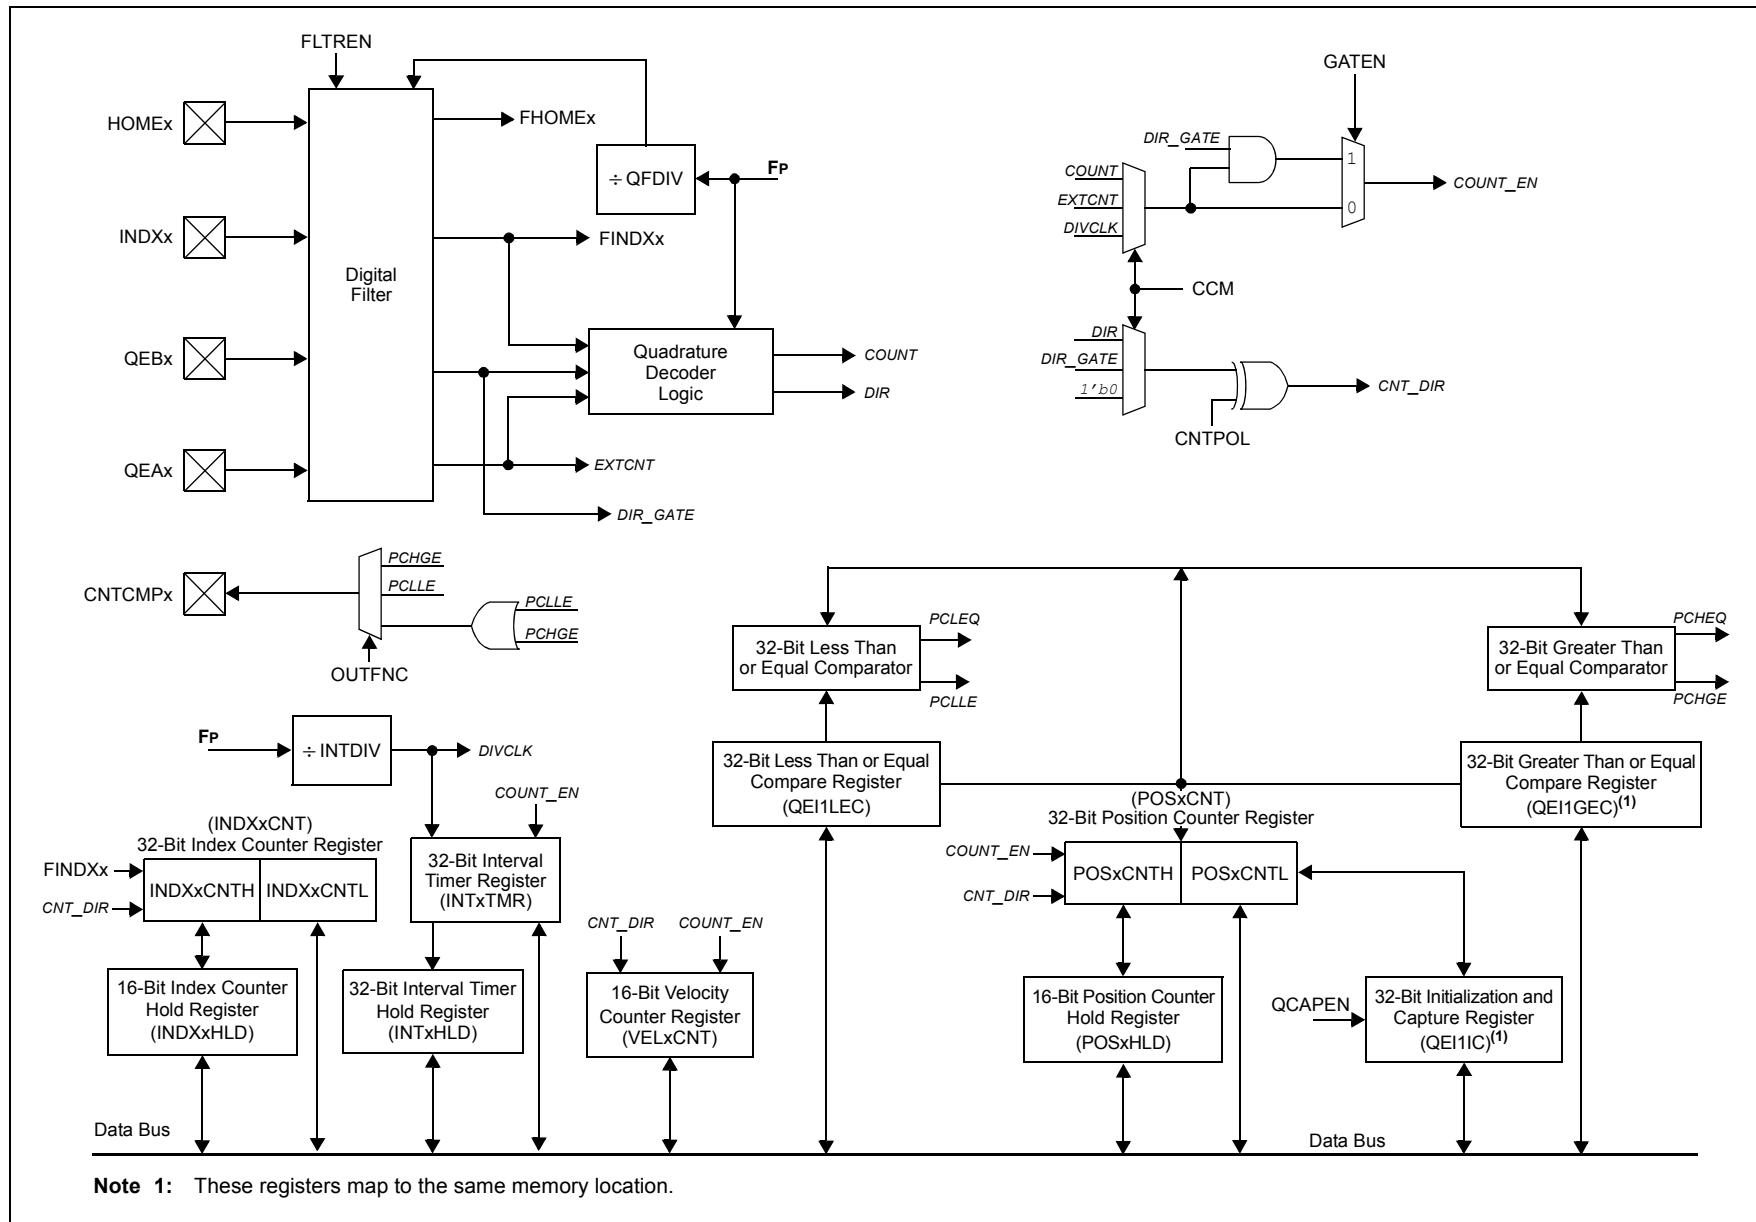 FLTREN
HOMEx
FHOMEx
÷ QFDIV
FP
INDXx
FINDXx
Digital
Filter
QEBx
Quadrature
Decoder
Logic
COUNT
DIR
QEAx
EXTCNT
DIR_GATE
GATEN
DIR_GATE
COUNT
EXTCNT
DIVCLK
1
0
COUNT_EN
CCM
DIR
DIR_GATE
1'b0
CNTPOL
CNT_DIR
CNTCMPx
PCHGE
PCLLE
PCLLE
PCHGE
OUTFNC
32-Bit Less Than
or Equal Comparator
PCLEQ
PCLLE
32-Bit Greater Than
or Equal Comparator
PCHEQ
PCHGE
FP
÷ INTDIV
DIVCLK
COUNT_EN
32-Bit Less Than or Equal
Compare Register
(QEI1LEC)
32-Bit Greater Than or Equal
Compare Register
(QEI1GEC)(1)
(INDXxCNT)
32-Bit Index Counter Register
FINDXx
CNT_DIR
INDXxCNTH
INDXxCNTL
32-Bit Interval
Timer Register
(INTxTMR)
(POSxCNT)
32-Bit Position Counter Register
COUNT_EN
CNT_DIR
POSxCNTH
POSxCNTL
CNT_DIR
COUNT_EN
16-Bit Index Counter
Hold Register
(INDXxHLD)
32-Bit Interval Timer
Hold Register
(INTxHLD)
16-Bit Velocity
Counter Register
(VELxCNT)
16-Bit Position Counter
Hold Register
(POSxHLD)
QCAPEN
32-Bit Initialization and
Capture Register
(QEI1IC)(1)
Data Bus
Data Bus
Note 1: These registers map to the same memory location.